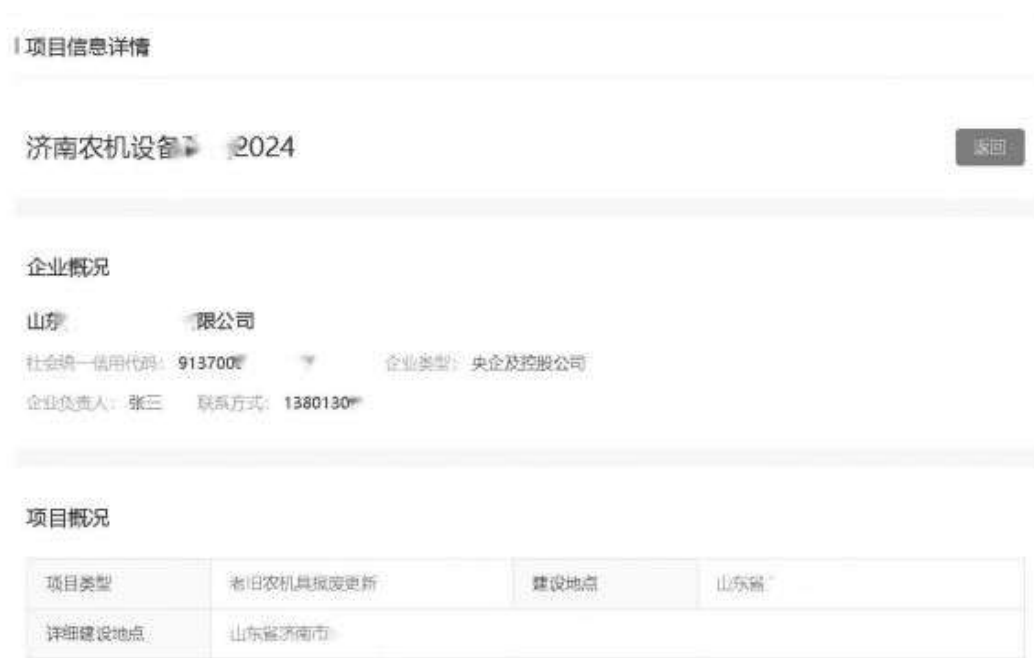 项目信息详情
济南农机设备 2024
返回
企业概况
山东 限公司
社会统一信用代码： 913700 企业类型： 央企及控股公司
企业负责人： 张三 联系方式： 1380130
项目概况
项目类型 老旧农机具报废更新 建设地点 山东省
详细建设地点 山东省济南市